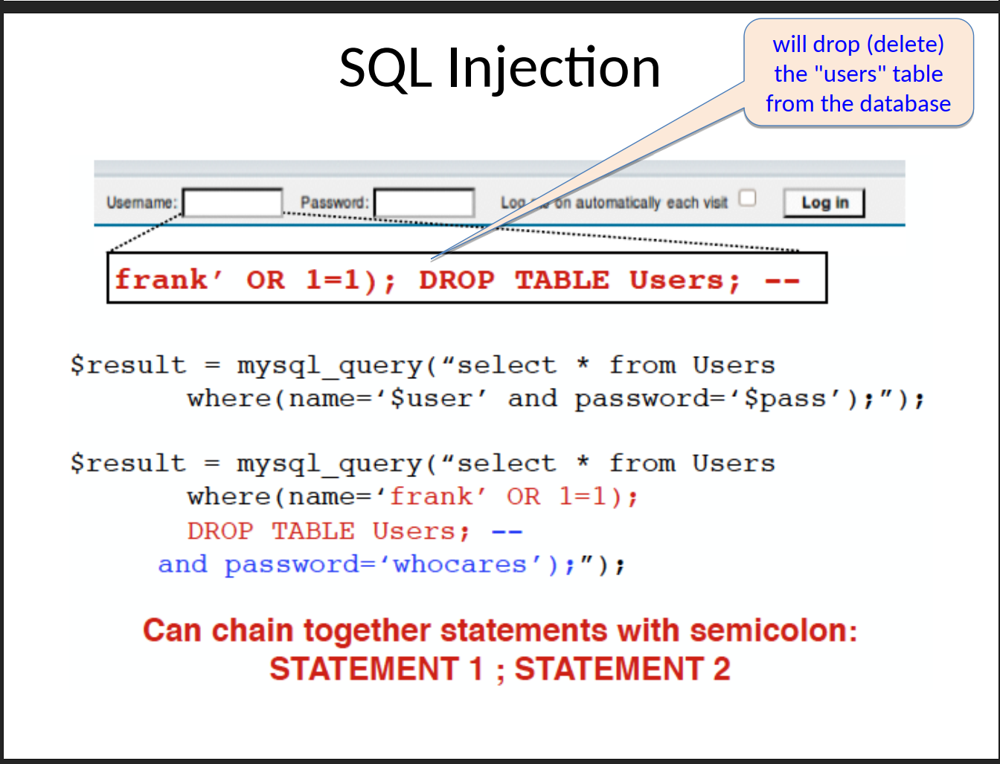 SQL Injection
will drop (delete)
the "users" table
from the database
Username: Password: Log me on automatically each visit Log in
frank’ OR 1=1); DROP TABLE Users; --
$result = mysql_query(“select * from Users
where(name=‘$user’ and password=‘$pass’);”);
$result = mysql_query(“select * from Users
where(name=‘frank’ OR 1=1);
DROP TABLE Users; --
and password=‘whocares’);”);
Can chain together statements with semicolon:
STATEMENT 1 ; STATEMENT 2